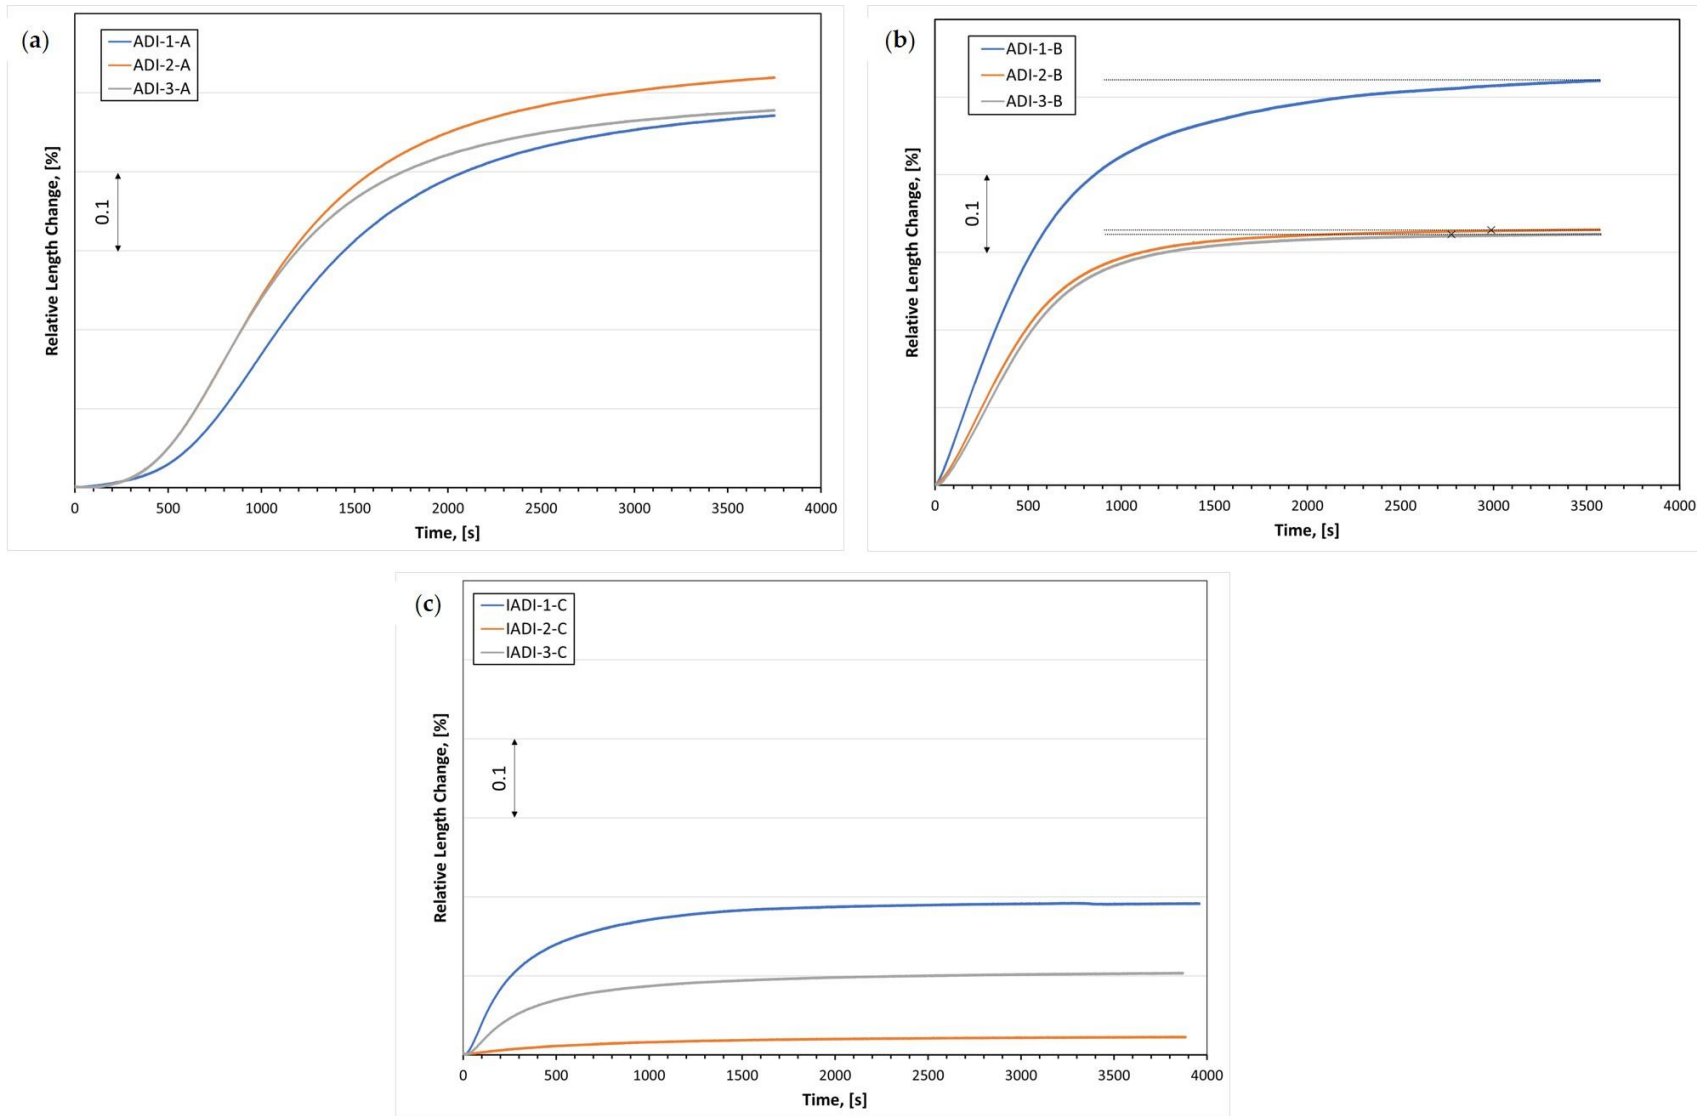 (a)
ADI-1-A
ADI-2-A
ADI-3-A
0.1
Relative Length Change, [%]
0 500 1000 1500 2000 2500 3000 3500 4000
Time, [s]
(b)
ADI-1-B
ADI-2-B
ADI-3-B
0.1
Relative Length Change, [%]
0 500 1000 1500 2000 2500 3000 3500 4000
Time, [s]
(c)
IADI-1-C
IADI-2-C
IADI-3-C
0.1
Relative Length Change, [%]
0 500 1000 1500 2000 2500 3000 3500 4000
Time, [s]